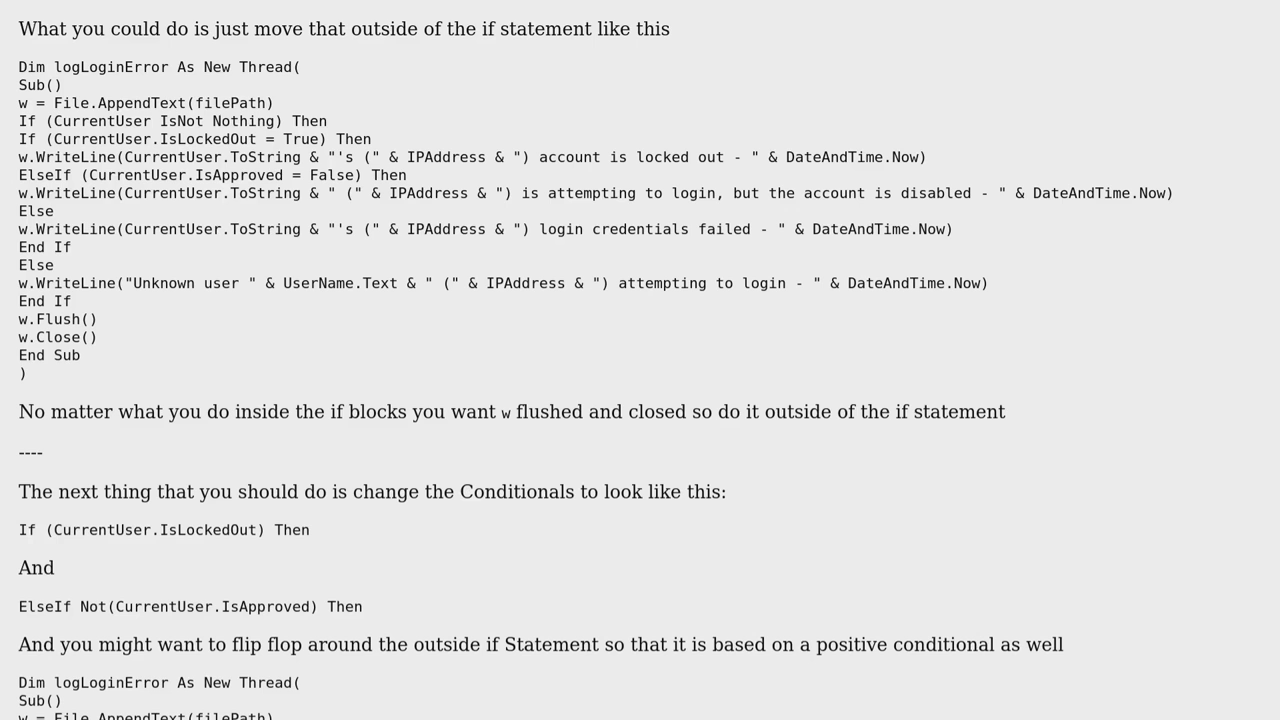 What you could do is just move that outside of the if statement like this
Dim logLoginError As New Thread(
Sub()
w = File.AppendText(filePath)
If (CurrentUser IsNot Nothing) Then
If (CurrentUser.IsLockedOut = True) Then
w.WriteLine(CurrentUser.ToString & "'s (" & IPAddress & ") account is locked out - " & DateAndTime.Now)
ElseIf (CurrentUser.IsApproved = False) Then
w.WriteLine(CurrentUser.ToString & " (" & IPAddress & ") is attempting to login, but the account is disabled - " & DateAndTime.Now)
Else
w.WriteLine(CurrentUser.ToString & "'s (" & IPAddress & ") login credentials failed - " & DateAndTime.Now)
End If
Else
w.WriteLine("Unknown user " & UserName.Text & " (" & IPAddress & ") attempting to login - " & DateAndTime.Now)
End If
w.Flush()
w.Close()
End Sub
)
No matter what you do inside the if blocks you want w flushed and closed so do it outside of the if statement
----
The next thing that you should do is change the Conditionals to look like this:
If (CurrentUser.IsLockedOut) Then
And
ElseIf Not(CurrentUser.IsApproved) Then
And you might want to flip flop around the outside if Statement so that it is based on a positive conditional as well
Dim logLoginError As New Thread(
Sub()
w = File.AppendText(filePath)